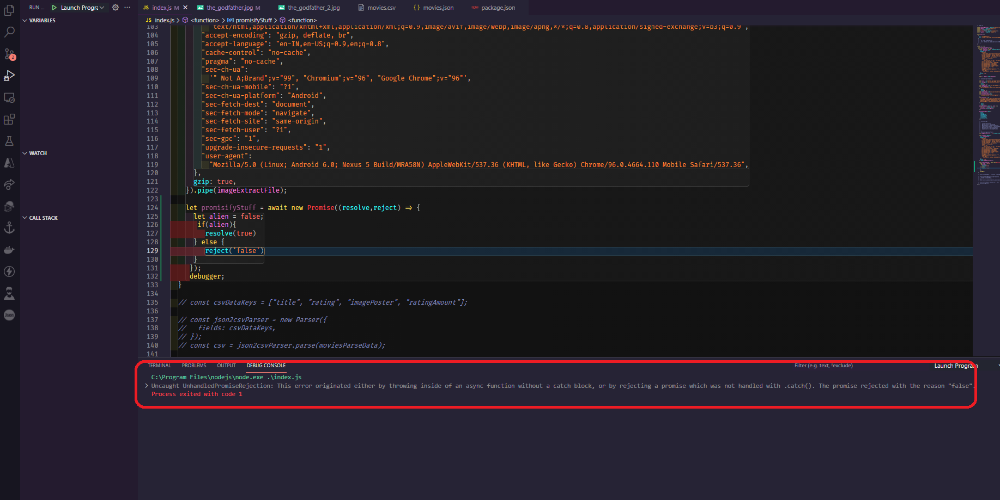 RUN ...
Launch Progra
index.js M
the_godfather.jpg M
the_godfather_2.jpg
movies.csv
movies.json
package.json
VARIABLES
WATCH
CALL STACK
2
Json
JS index.js > <function> > promisifyStuff > <function>
103 text/html,application/xhtml+xml,application/xml;q=0.9,image/avif,image/webp,image/apng,*/*;q=0.8,application/signed-exchange;v=b3;q=0.9",
104 "accept-encoding": "gzip, deflate, br",
105 "accept-language": "en-IN,en-US;q=0.9,en;q=0.8",
106 "cache-control": "no-cache",
107 "pragma": "no-cache",
108 "sec-ch-ua":
109 '" Not A;Brand";v="99", "Chromium";v="96", "Google Chrome";v="96"',
110 "sec-ch-ua-mobile": "?1",
111 "sec-ch-ua-platform": "Android",
112 "sec-fetch-dest": "document",
113 "sec-fetch-mode": "navigate",
114 "sec-fetch-site": "same-origin",
115 "sec-fetch-user": "?1",
116 "sec-gpc": "1",
117 "upgrade-insecure-requests": "1",
118 "user-agent":
119 "Mozilla/5.0 (Linux; Android 6.0; Nexus 5 Build/MRA58N) AppleWebKit/537.36 (KHTML, like Gecko) Chrome/96.0.4664.110 Mobile Safari/537.36",
120 },
121 gzip: true,
122 }).pipe(imageExtractFile);
123
124 let promisifyStuff = await new Promise((resolve,reject) => {
125 let alien = false;
126 if(alien){
127 resolve(true)
128 } else {
129 reject('false')
130 }
131 });
132 debugger;
133 }
134
135 // const csvDataKeys = ["title", "rating", "imagePoster", "ratingAmount"];
136
137 // const json2csvParser = new Parser({
138 // fields: csvDataKeys,
139 // });
140 // const csv = json2csvParser.parse(moviesParseData);
141
TERMINAL PROBLEMS OUTPUT DEBUG CONSOLE
Filter (e.g. text, !exclude)
Launch Program
C:\Program Files\nodejs\node.exe .\index.js
> Uncaught UnhandledPromiseRejection: This error originated either by throwing inside of an async function without a catch block, or by rejecting a promise which was not handled with .catch(). The promise rejected with the reason "false".
Process exited with code 1